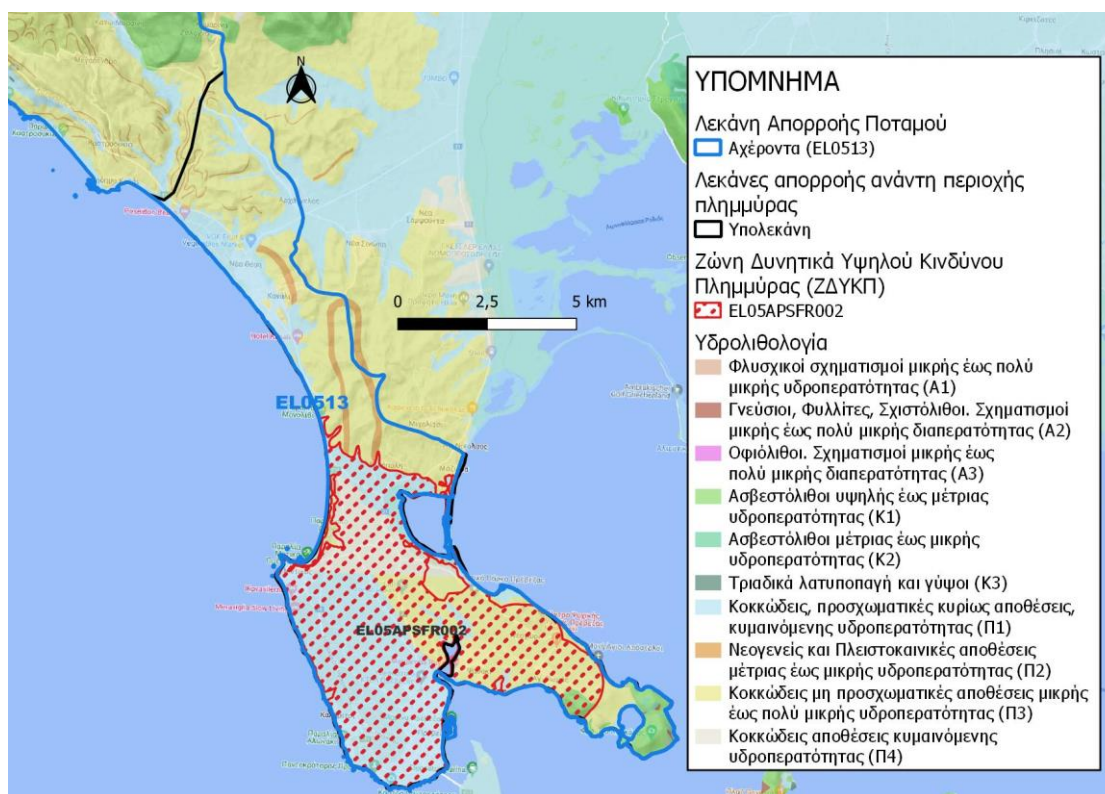 N
0
2,5
5 km
EL0513
EL05APSFR002
ΥΠΟΜΝΗΜΑ
Λεκάνη Απορροής Ποταμού
Αχέροντα (EL0513)
Λεκάνες απορροής ανάντη περιοχής
πλημμύρας
Υπολεκάνη
Ζώνη Δυνητικά Υψηλού Κινδύνου
Πλημμύρας (ΖΔΥΚΠ)
EL05APSFR002
Υδρολιθολογία
Φλυσχικοί σχηματισμοί μικρής έως πολύ
μικρής υδροπερατότητας (Α1)
Γνεύσιοι, Φυλλίτες, Σχιστόλιθοι. Σχηματισμοί
μικρής έως πολύ μικρής διαπερατότητας (Α2)
Οφιόλιθοι. Σχηματισμοί μικρής έως
πολύ μικρής διαπερατότητας (Α3)
Ασβεστόλιθοι υψηλής έως μέτριας
υδροπερατότητας (Κ1)
Ασβεστόλιθοι μέτριας έως μικρής
υδροπερατότητας (Κ2)
Τριαδικά λατυποπαγή και γύψοι (Κ3)
Κοκκώδεις, προσχωματικές κυρίως αποθέσεις,
κυμαινόμενης υδροπερατότητας (Π1)
Νεογενείς και Πλειστοκαινικές αποθέσεις
μέτριας έως μικρής υδροπερατότητας (Π2)
Κοκκώδεις μη προσχωματικές αποθέσεις μικρής
έως πολύ μικρής υδροπερατότητας (Π3)
Κοκκώδεις αποθέσεις κυμαινόμενης
υδροπερατότητας (Π4)